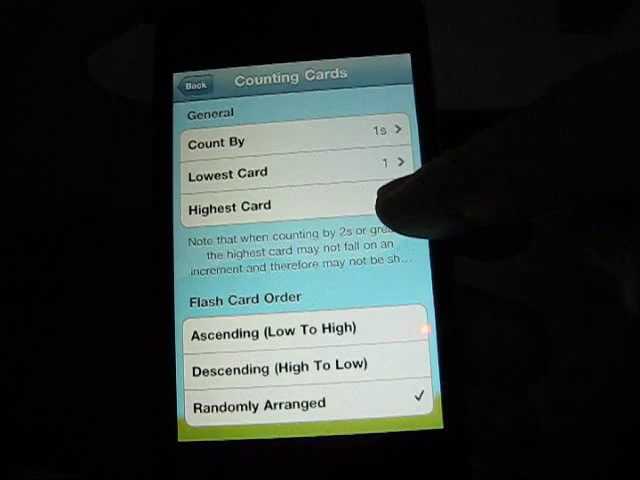 Back
Counting Cards
General
Count By 1s
Lowest Card 1
Highest Card
Note that when counting by 2s or
the highest card may not fall on an
increment and therefore may not be sh...
Flash Card Order
Ascending (Low To High)
Descending (High To Low)
Randomly Arranged